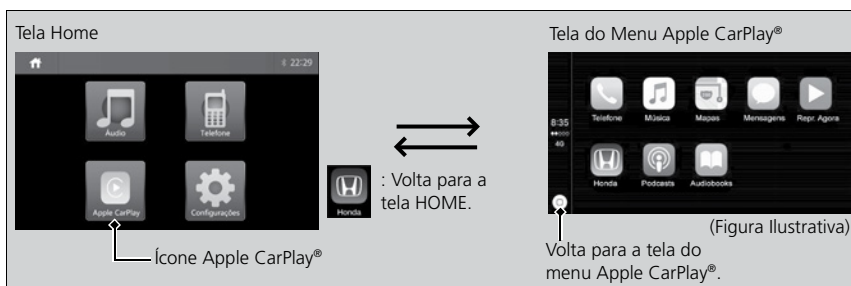 Tela Home
22:29
Áudio
Telefone
Apple CarPlay
Configurações
Ícone Apple CarPlay®
Honda
: Volta para a
tela HOME.
Tela do Menu Apple CarPlay®
8:35
4G
Telefone
Música
Mapas
Mensagens
Repr. Agora
Honda
Podcasts
Audiobooks
(Figura Ilustrativa)
Volta para a tela do
menu Apple CarPlay®.